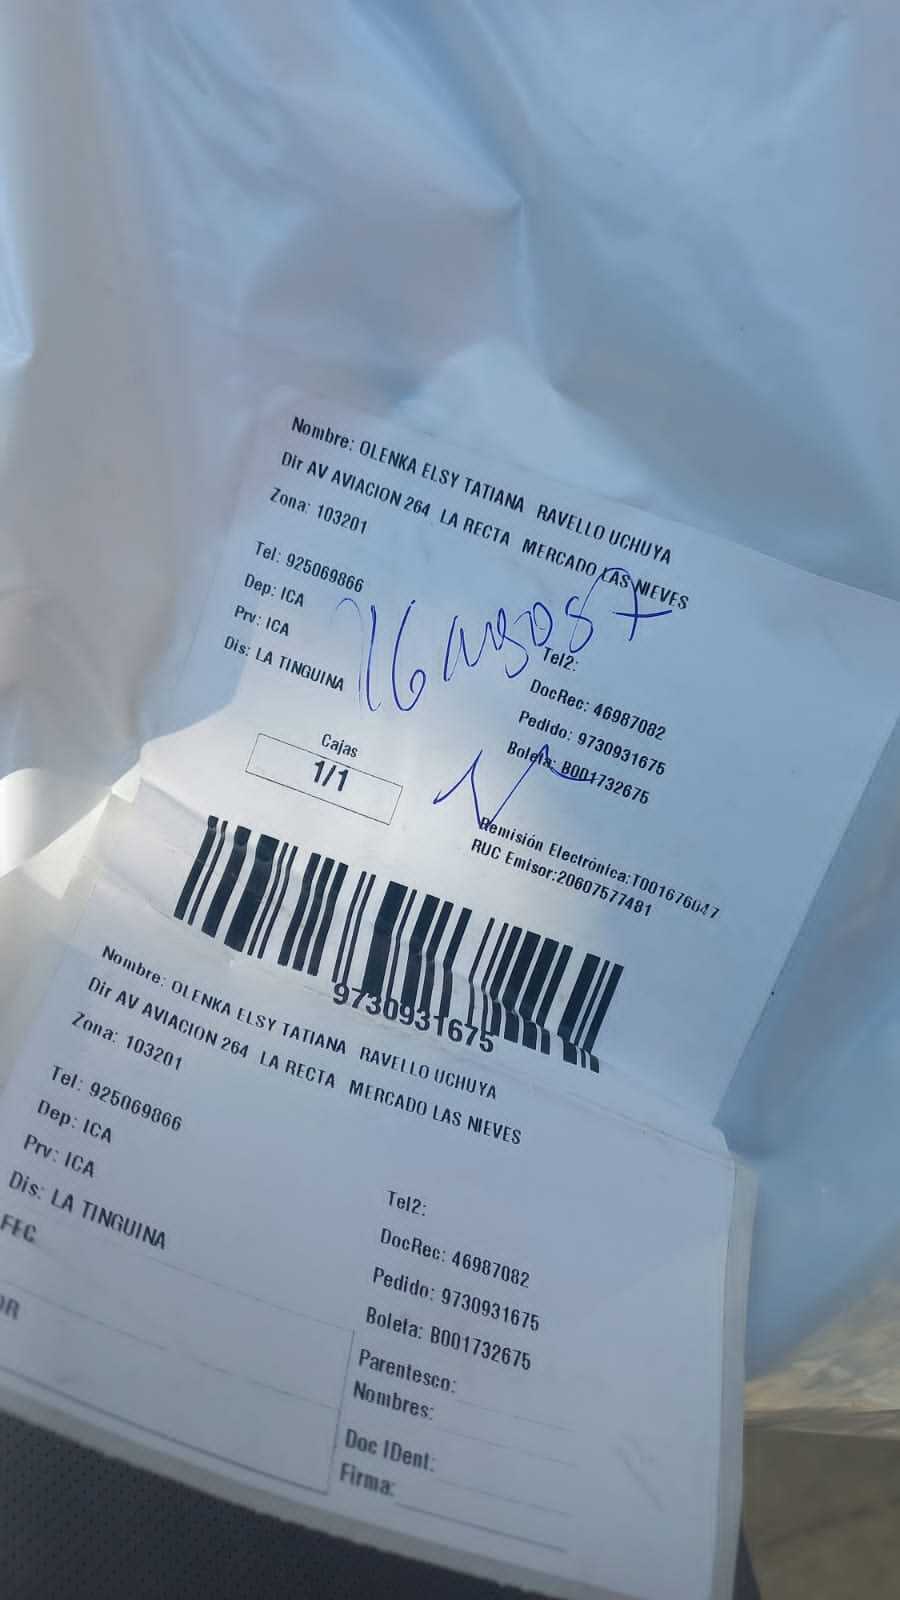 Nombre: OLENKA ELSY TATIANA RAVELLO UCHUYA
Dir AV AVIACION 264 LA RECTA MERCADO LAS NIEVES
Zona: 103201
Tel: 925069866
Dep: ICA
Prv: ICA
Dis: LA TINGUINA
16 agost
Tel2:
DocRec: 46987082
Pedido: 9730931675
Boleta: B001732675
Cajas
1/1
Remisión Electrónica:T001676047
RUC Emisor:20607577481
9730931675
Nombre: OLENKA ELSY TATIANA RAVELLO UCHUYA
Dir AV AVIACION 264 LA RECTA MERCADO LAS NIEVES
Zona: 103201
Tel: 925069866
Dep: ICA
Prv: ICA
Dis: LA TINGUINA
Tel2:
DocRec: 46987082
Pedido: 9730931675
Boleta: B001732675
Parentesco:
Nombres:
Doc IDent:
Firma: